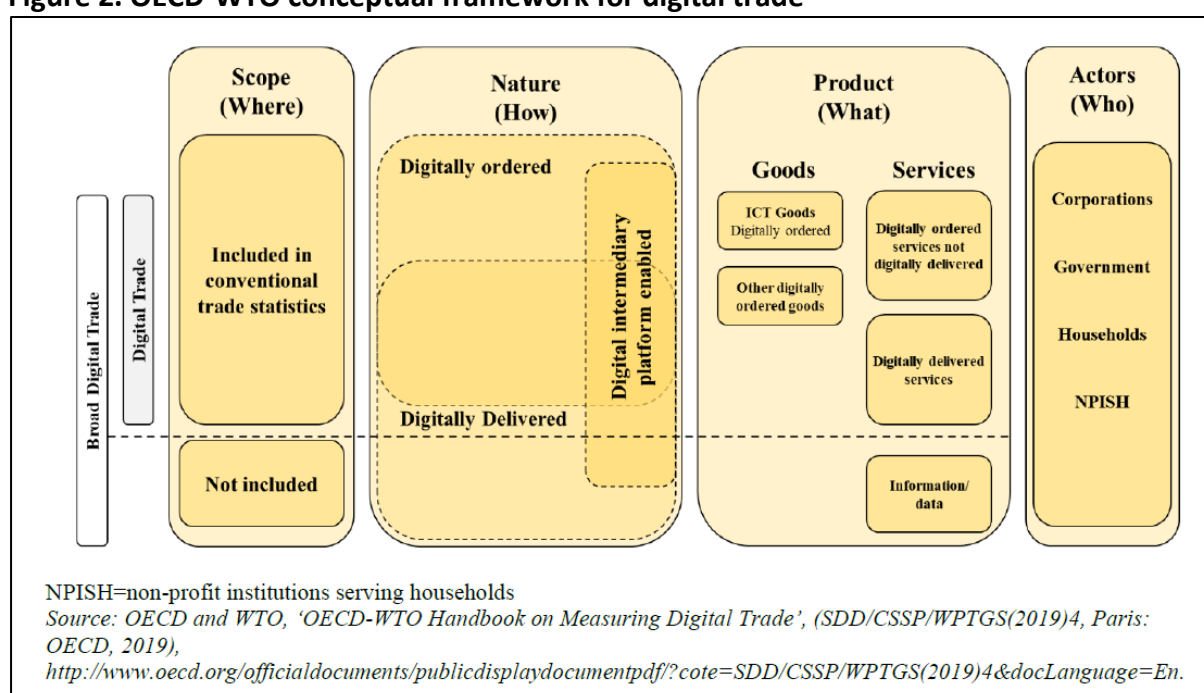 Figure 2. OECD-WTO conceptual framework for digital trade
Broad Digital Trade
Digital Trade
Scope
(Where)
Included in
conventional
trade statistics
Not included
Nature
(How)
Digitally ordered
Digital intermediary
platform enabled
Digitally Delivered
Product
(What)
Goods
ICT Goods
Digitally ordered
Other digitally
ordered goods
Services
Digitally ordered
services not
digitally delivered
Digitally delivered
services
Information/
data
Actors
(Who)
Corporations
Government
Households
NPISH
NPISH=non-profit institutions serving households
Source: OECD and WTO, ‘OECD-WTO Handbook on Measuring Digital Trade’, (SDD/CSSP/WPTGS(2019)4, Paris:
OECD, 2019),
http://www.oecd.org/officialdocuments/publicdisplaydocumentpdf/?cote=SDD/CSSP/WPTGS(2019)4&docLanguage=En.